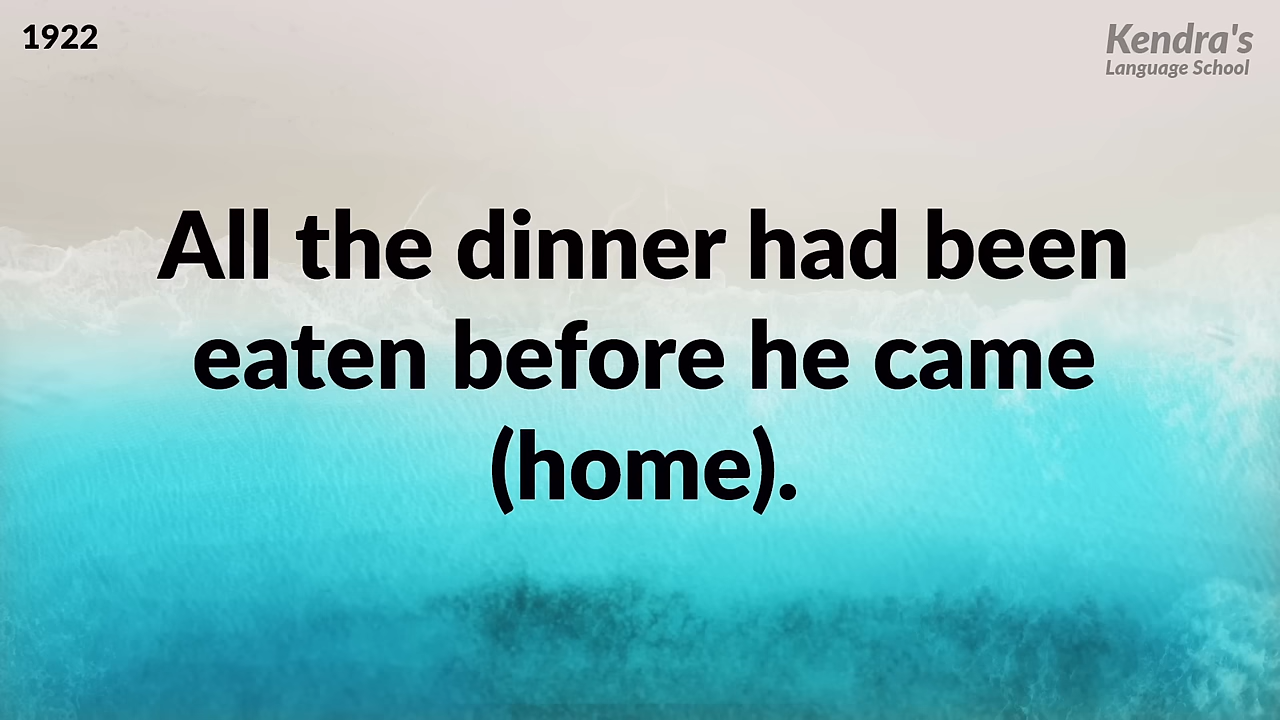 1922
Kendra's
Language School
All the dinner had been
eaten before he came
(home).